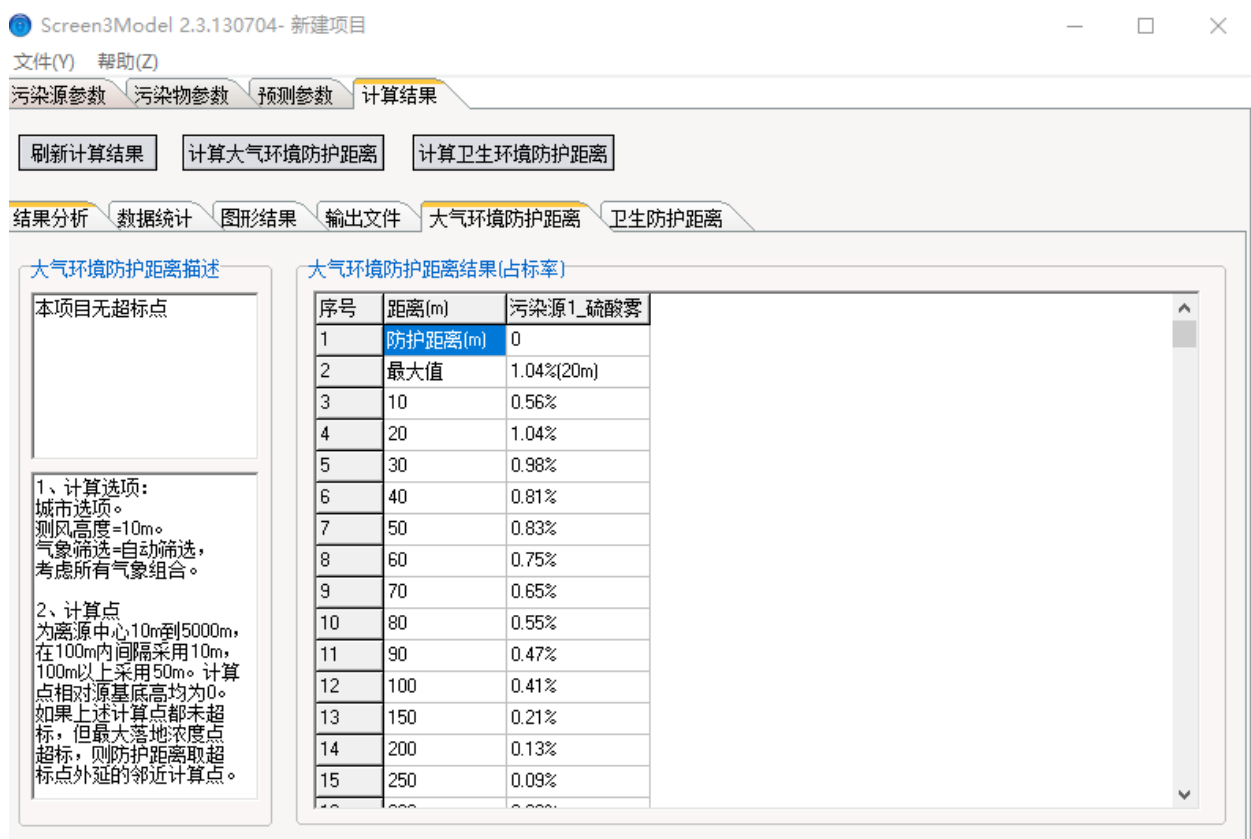 Screen3Model 2.3.130704- 新建项目
文件(Y) 帮助(Z)
污染源参数 污染物参数 预测参数 计算结果
刷新计算结果 计算大气环境防护距离 计算卫生环境防护距离
结果分析 数据统计 图形结果 输出文件 大气环境防护距离 卫生防护距离
大气环境防护距离描述
本项目无超标点
1、计算选项:
城市选项。
测风高度=10m。
气象筛选=自动筛选,
考虑所有气象组合。
2、计算点
为离源中心10m到5000m,
在100m内间隔采用10m,
100m以上采用50m。计算
点相对源基底高均为0。
如果上述计算点都未超
标,但最大落地浓度点
超标,则防护距离取超
标点外延的邻近计算点。
大气环境防护距离结果(占标率)
序号 距离(m) 污染源1_硫酸雾
1 防护距离(m) 0
2 最大值 1.04%(20m)
3 10 0.56%
4 20 1.04%
5 30 0.98%
6 40 0.81%
7 50 0.83%
8 60 0.75%
9 70 0.65%
10 80 0.55%
11 90 0.47%
12 100 0.41%
13 150 0.21%
14 200 0.13%
15 250 0.09%